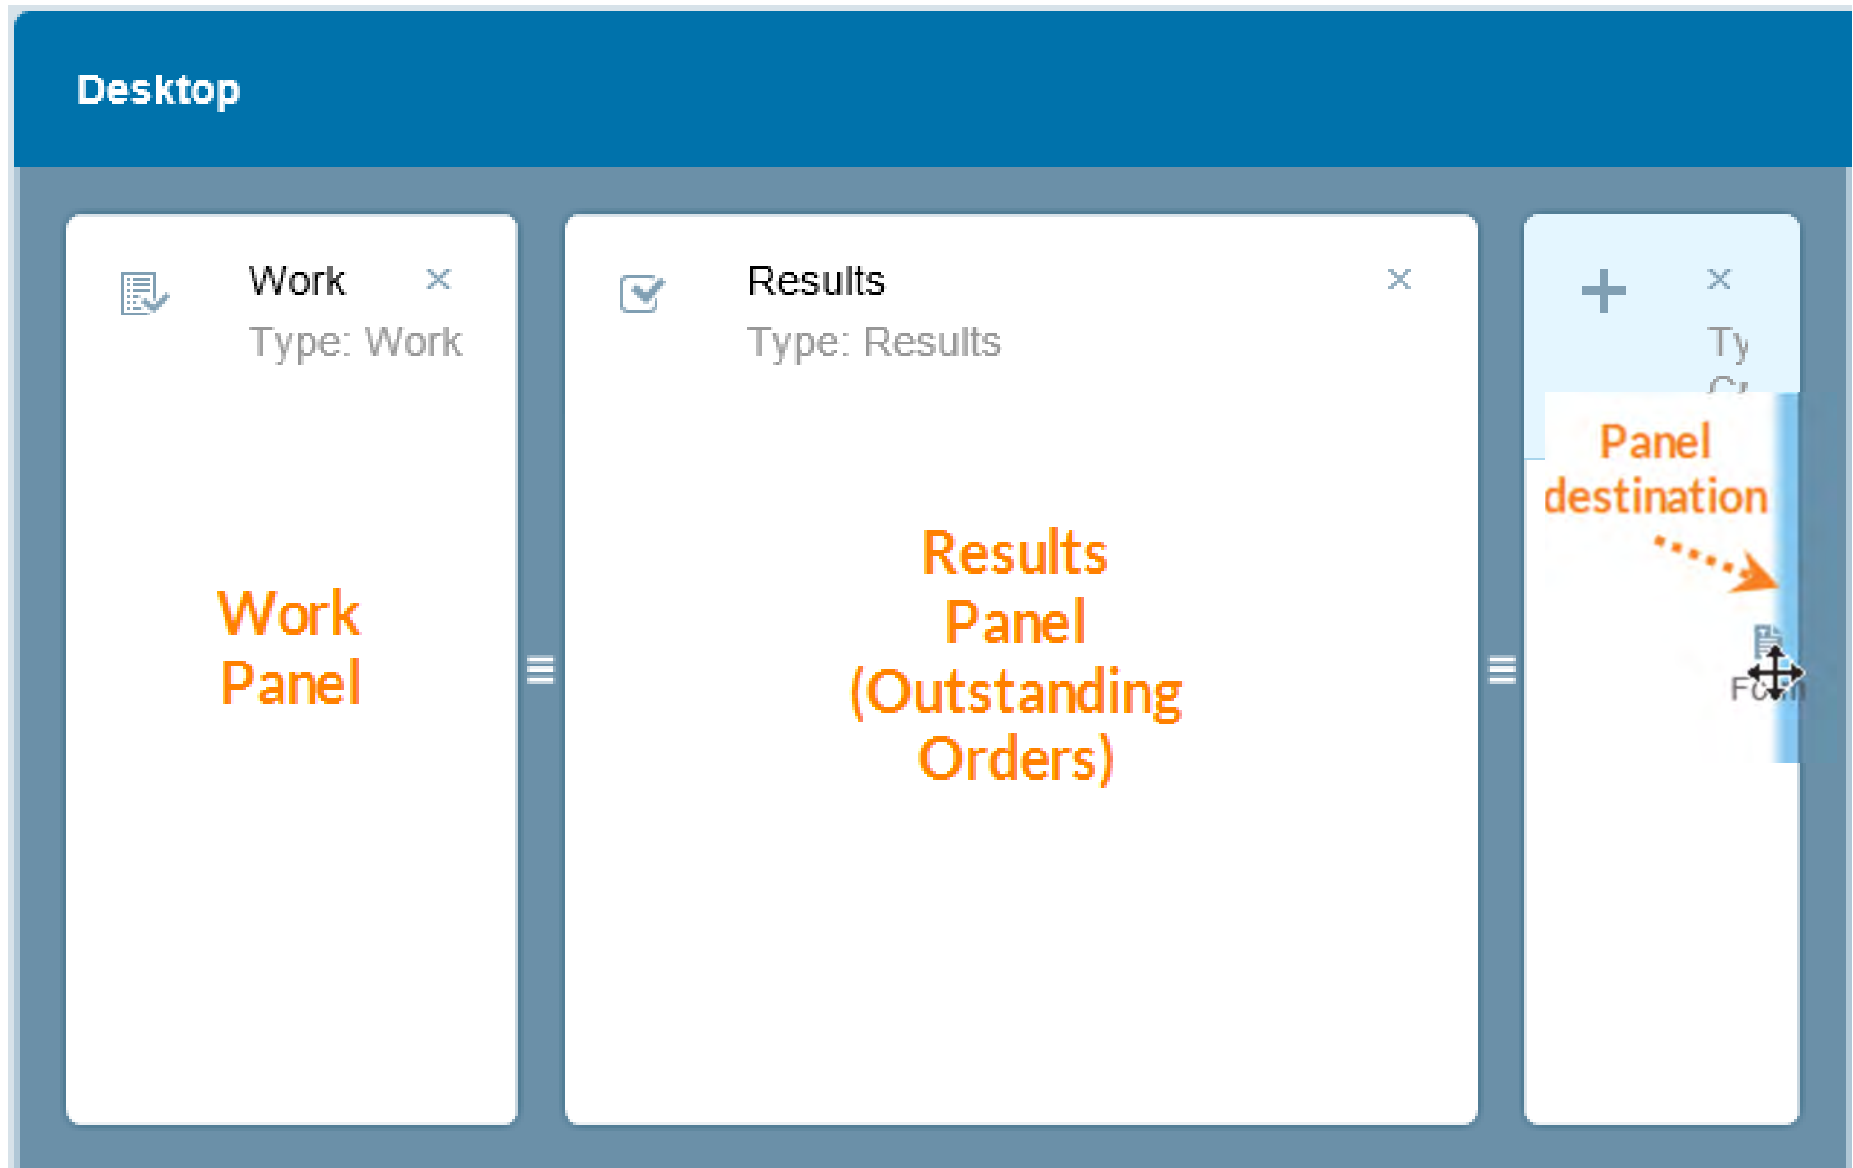 Desktop
Work
Type: Work
Results
Type: Results
Ty
Panel
destination
Work
Panel
Results
Panel
(Outstanding
Orders)